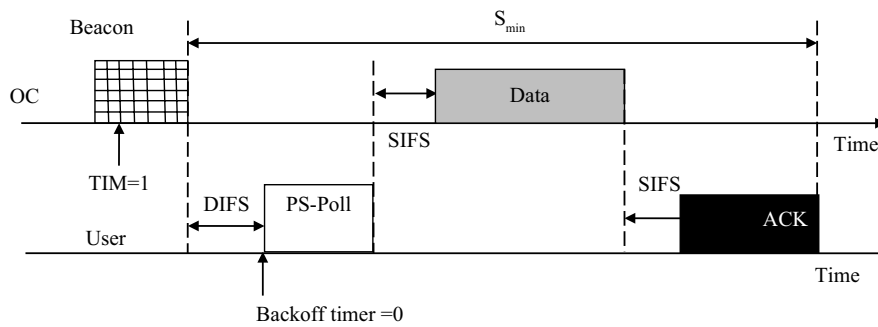 Beacon
S_min
OC
Data
SIFS
Time
TIM=1
DIFS
PS-Poll
SIFS
ACK
User
Time
Backoff timer =0